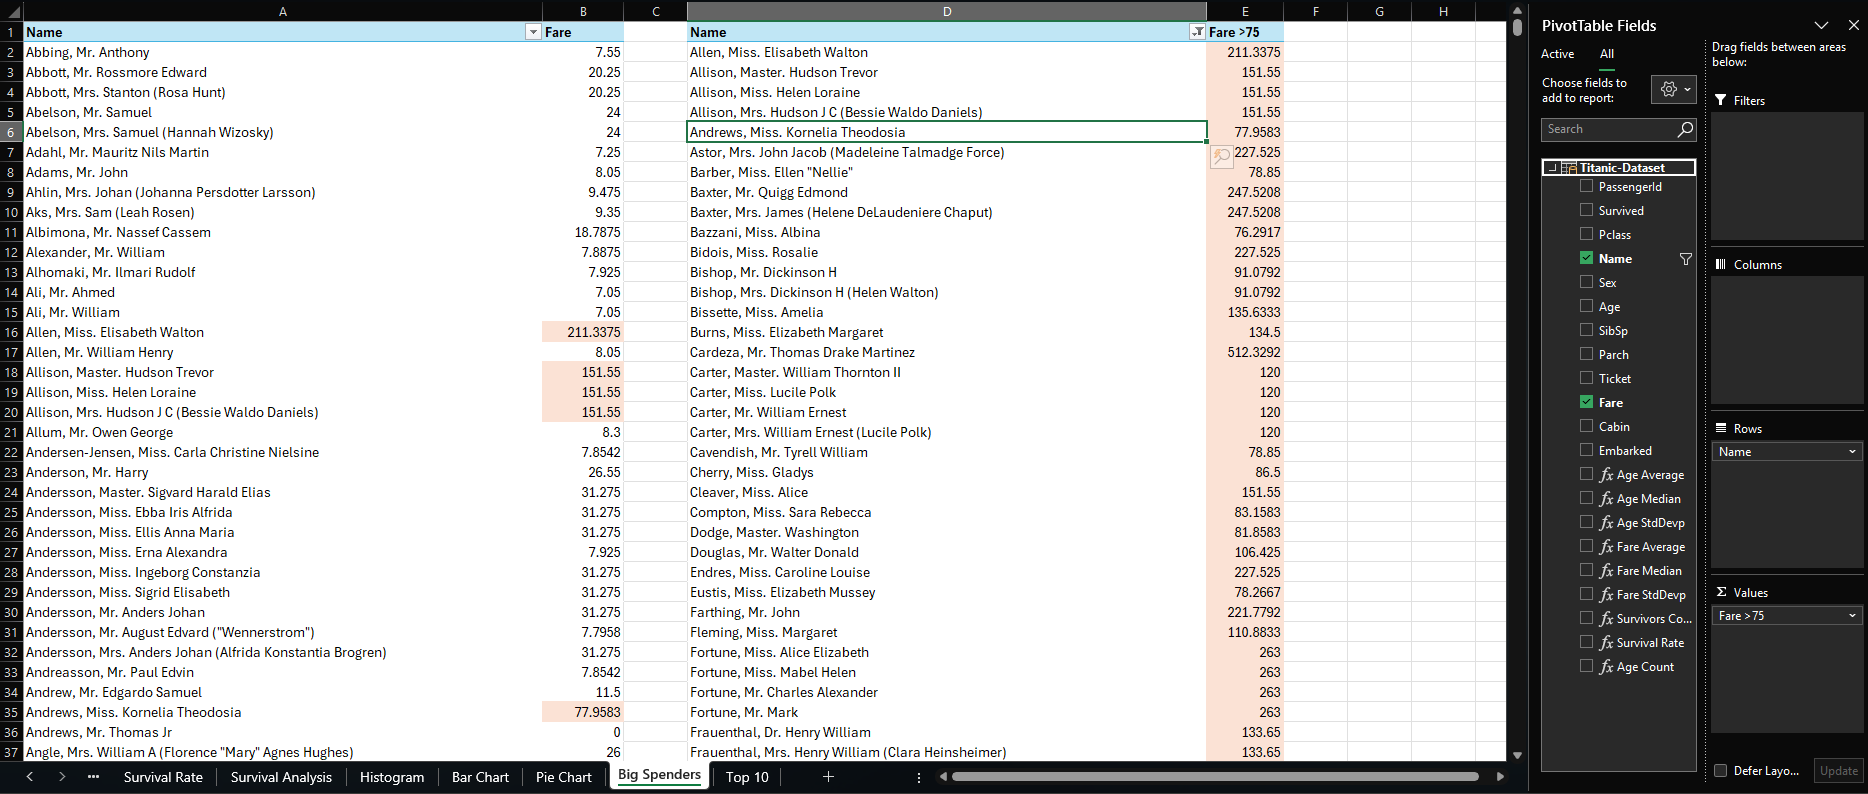 A B C D E F G H
1 Name Fare Name Fare >75
2 Abbing, Mr. Anthony 7.55 Allen, Miss. Elisabeth Walton 211.3375
3 Abbott, Mr. Rossmore Edward 20.25 Allison, Master. Hudson Trevor 151.55
4 Abbott, Mrs. Stanton (Rosa Hunt) 20.25 Allison, Miss. Helen Loraine 151.55
5 Abelson, Mr. Samuel 24 Allison, Mrs. Hudson J C (Bessie Waldo Daniels) 151.55
6 Abelson, Mrs. Samuel (Hannah Wizosky) 24 Andrews, Miss. Kornelia Theodosia 77.9583
7 Adahl, Mr. Mauritz Nils Martin 7.25 Astor, Mrs. John Jacob (Madeleine Talmadge Force) 227.525
8 Adams, Mr. John 8.05 Barber, Miss. Ellen "Nellie" 78.85
9 Ahlin, Mrs. Johan (Johanna Persdotter Larsson) 9.475 Baxter, Mr. Quigg Edmond 247.5208
10 Aks, Mrs. Sam (Leah Rosen) 9.35 Baxter, Mrs. James (Helene DeLaudeniere Chaput) 247.5208
11 Albimona, Mr. Nassef Cassem 18.7875 Bazzani, Miss. Albina 76.2917
12 Alexander, Mr. William 7.8875 Bidois, Miss. Rosalie 227.525
13 Alhomaki, Mr. Ilmari Rudolf 7.925 Bishop, Mr. Dickinson H 91.0792
14 Ali, Mr. Ahmed 7.05 Bishop, Mrs. Dickinson H (Helen Walton) 91.0792
15 Ali, Mr. William 7.05 Bissette, Miss. Amelia 135.6333
16 Allen, Miss. Elisabeth Walton 211.3375 Burns, Miss. Elizabeth Margaret 134.5
17 Allen, Mr. William Henry 8.05 Cardeza, Mr. Thomas Drake Martinez 512.3292
18 Allison, Master. Hudson Trevor 151.55 Carter, Master. William Thornton II 120
19 Allison, Miss. Helen Loraine 151.55 Carter, Miss. Lucile Polk 120
20 Allison, Mrs. Hudson J C (Bessie Waldo Daniels) 151.55 Carter, Mr. William Ernest 120
21 Allum, Mr. Owen George 8.3 Carter, Mrs. William Ernest (Lucile Polk) 120
22 Andersen-Jensen, Miss. Carla Christine Nielsine 7.8542 Cavendish, Mr. Tyrell William 78.85
23 Anderson, Mr. Harry 26.55 Cherry, Miss. Gladys 86.5
24 Andersson, Master. Sigvard Harald Elias 31.275 Cleaver, Miss. Alice 151.55
25 Andersson, Miss. Ebba Iris Alfrida 31.275 Compton, Miss. Sara Rebecca 83.1583
26 Andersson, Miss. Ellis Anna Maria 31.275 Dodge, Master. Washington 81.8583
27 Andersson, Miss. Erna Alexandra 7.925 Douglas, Mr. Walter Donald 106.425
28 Andersson, Miss. Ingeborg Constanzia 31.275 Endres, Miss. Caroline Louise 227.525
29 Andersson, Miss. Sigrid Elisabeth 31.275 Eustis, Miss. Elizabeth Mussey 78.2667
30 Andersson, Mr. Anders Johan 31.275 Farthing, Mr. John 221.7792
31 Andersson, Mr. August Edvard ("Wennerstrom") 7.7958 Fleming, Miss. Margaret 110.8833
32 Andersson, Mrs. Anders Johan (Alfrida Konstantia Brogren) 31.275 Fortune, Miss. Alice Elizabeth 263
33 Andreasson, Mr. Paul Edvin 7.8542 Fortune, Miss. Mabel Helen 263
34 Andrew, Mr. Edgardo Samuel 11.5 Fortune, Mr. Charles Alexander 263
35 Andrews, Miss. Kornelia Theodosia 77.9583 Fortune, Mr. Mark 263
36 Andrews, Mr. Thomas Jr 0 Frauenthal, Dr. Henry William 133.65
37 Angle, Mrs. William A (Florence "Mary" Agnes Hughes) 26 Frauenthal, Mrs. Henry William (Clara Heinsheimer) 133.65
Survival Rate Survival Analysis Histogram Bar Chart Pie Chart Big Spenders Top 10
PivotTable Fields
Active All
Choose fields to
add to report:
Search
Titanic-Dataset
PassengerId
Survived
Pclass
Name
Sex
Age
SibSp
Parch
Ticket
Fare
Cabin
Embarked
fx Age Average
fx Age Median
fx Age StdDevp
fx Fare Average
fx Fare Median
fx Fare StdDevp
fx Survivors Co...
fx Survival Rate
fx Age Count
Drag fields between areas
below:
Filters
Columns
Rows
Name
Σ Values
Fare >75
Defer Layo... Update